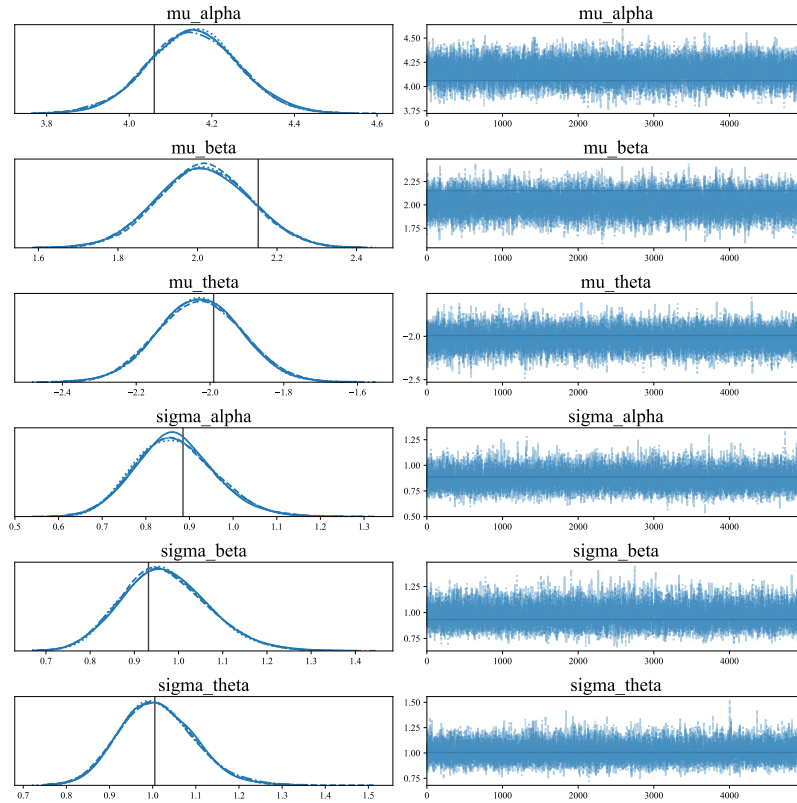 mu_alpha mu_alpha
4.50
4.25
4.00
3.75
3.8 4.0 4.2 4.4 4.6 0 1000 2000 3000 4000
mu_beta mu_beta
2.25
2.00
1.75
1.6 1.8 2.0 2.2 2.4 0 1000 2000 3000 4000
mu_theta mu_theta
−2.0
−2.5
−2.4 −2.2 −2.0 −1.8 −1.6 0 1000 2000 3000 4000
sigma_alpha sigma_alpha
1.25
1.00
0.75
0.50
0.5 0.6 0.7 0.8 0.9 1.0 1.1 1.2 1.3 0 1000 2000 3000 4000
sigma_beta sigma_beta
1.25
1.00
0.75
0.7 0.8 0.9 1.0 1.1 1.2 1.3 1.4 0 1000 2000 3000 4000
sigma_theta sigma_theta
1.50
1.25
1.00
0.75
0.7 0.8 0.9 1.0 1.1 1.2 1.3 1.4 1.5 0 1000 2000 3000 4000